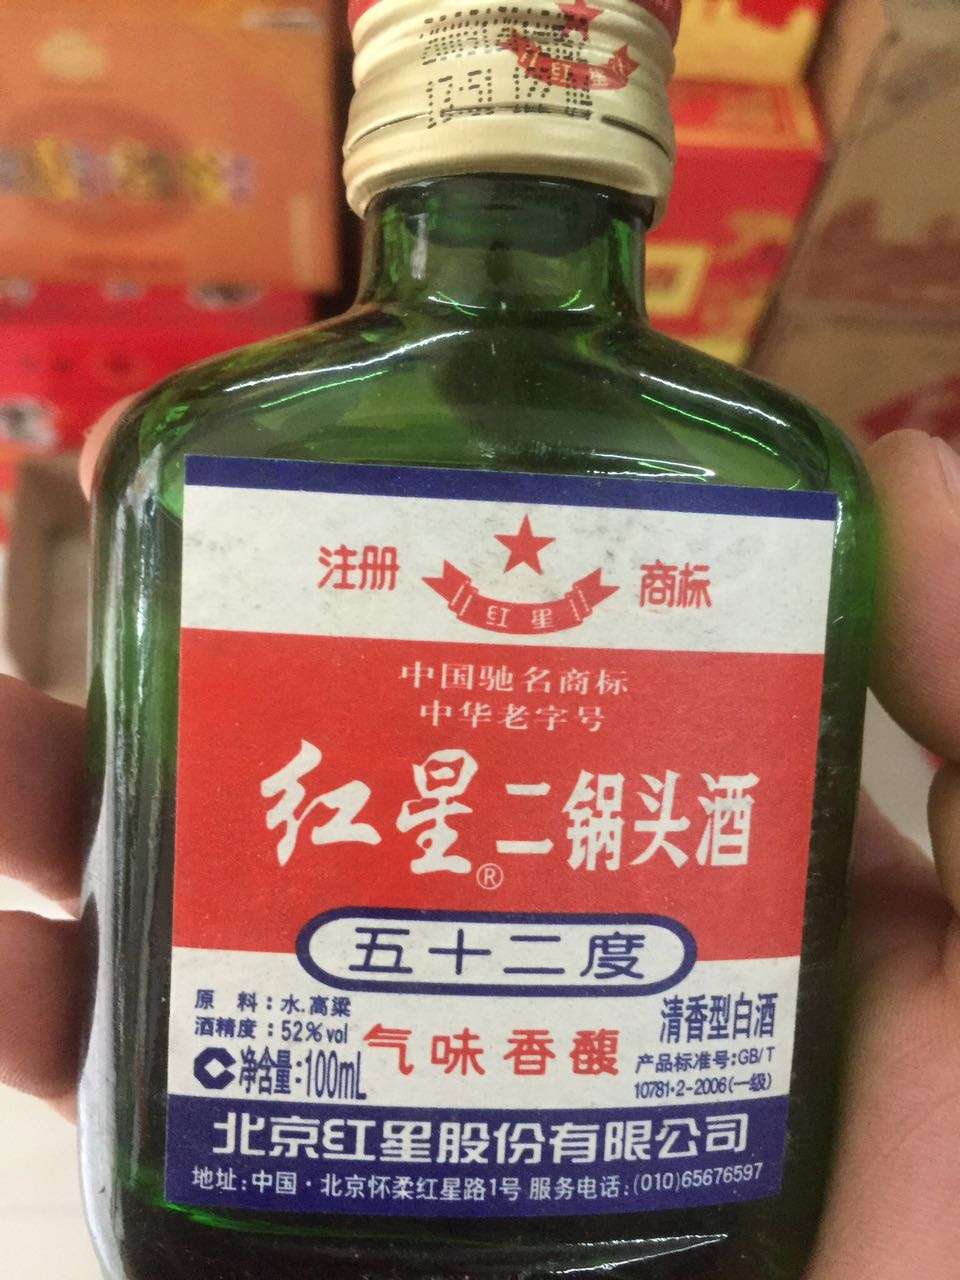 注册
红星
商标
中国驰名商标
中华老字号
红星二锅头酒
®
五十二度
原 料:水.高粱
酒精度:52%vol
净含量:100mL
气味香馥
清香型白酒
产品标准号:GB/T
10781·2-2006(一级)
北京红星股份有限公司
地址:中国·北京怀柔红星路1号 服务电话:(010)65676597